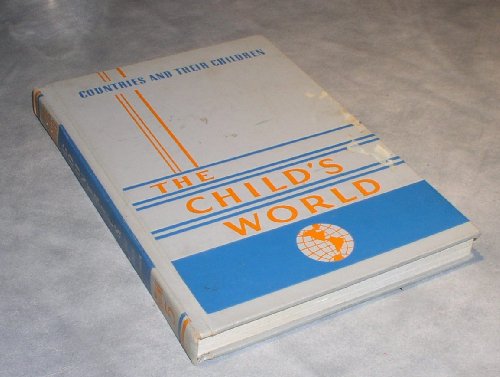 COUNTRIES AND THEIR CHILDREN
THE
CHILD'S
WORLD